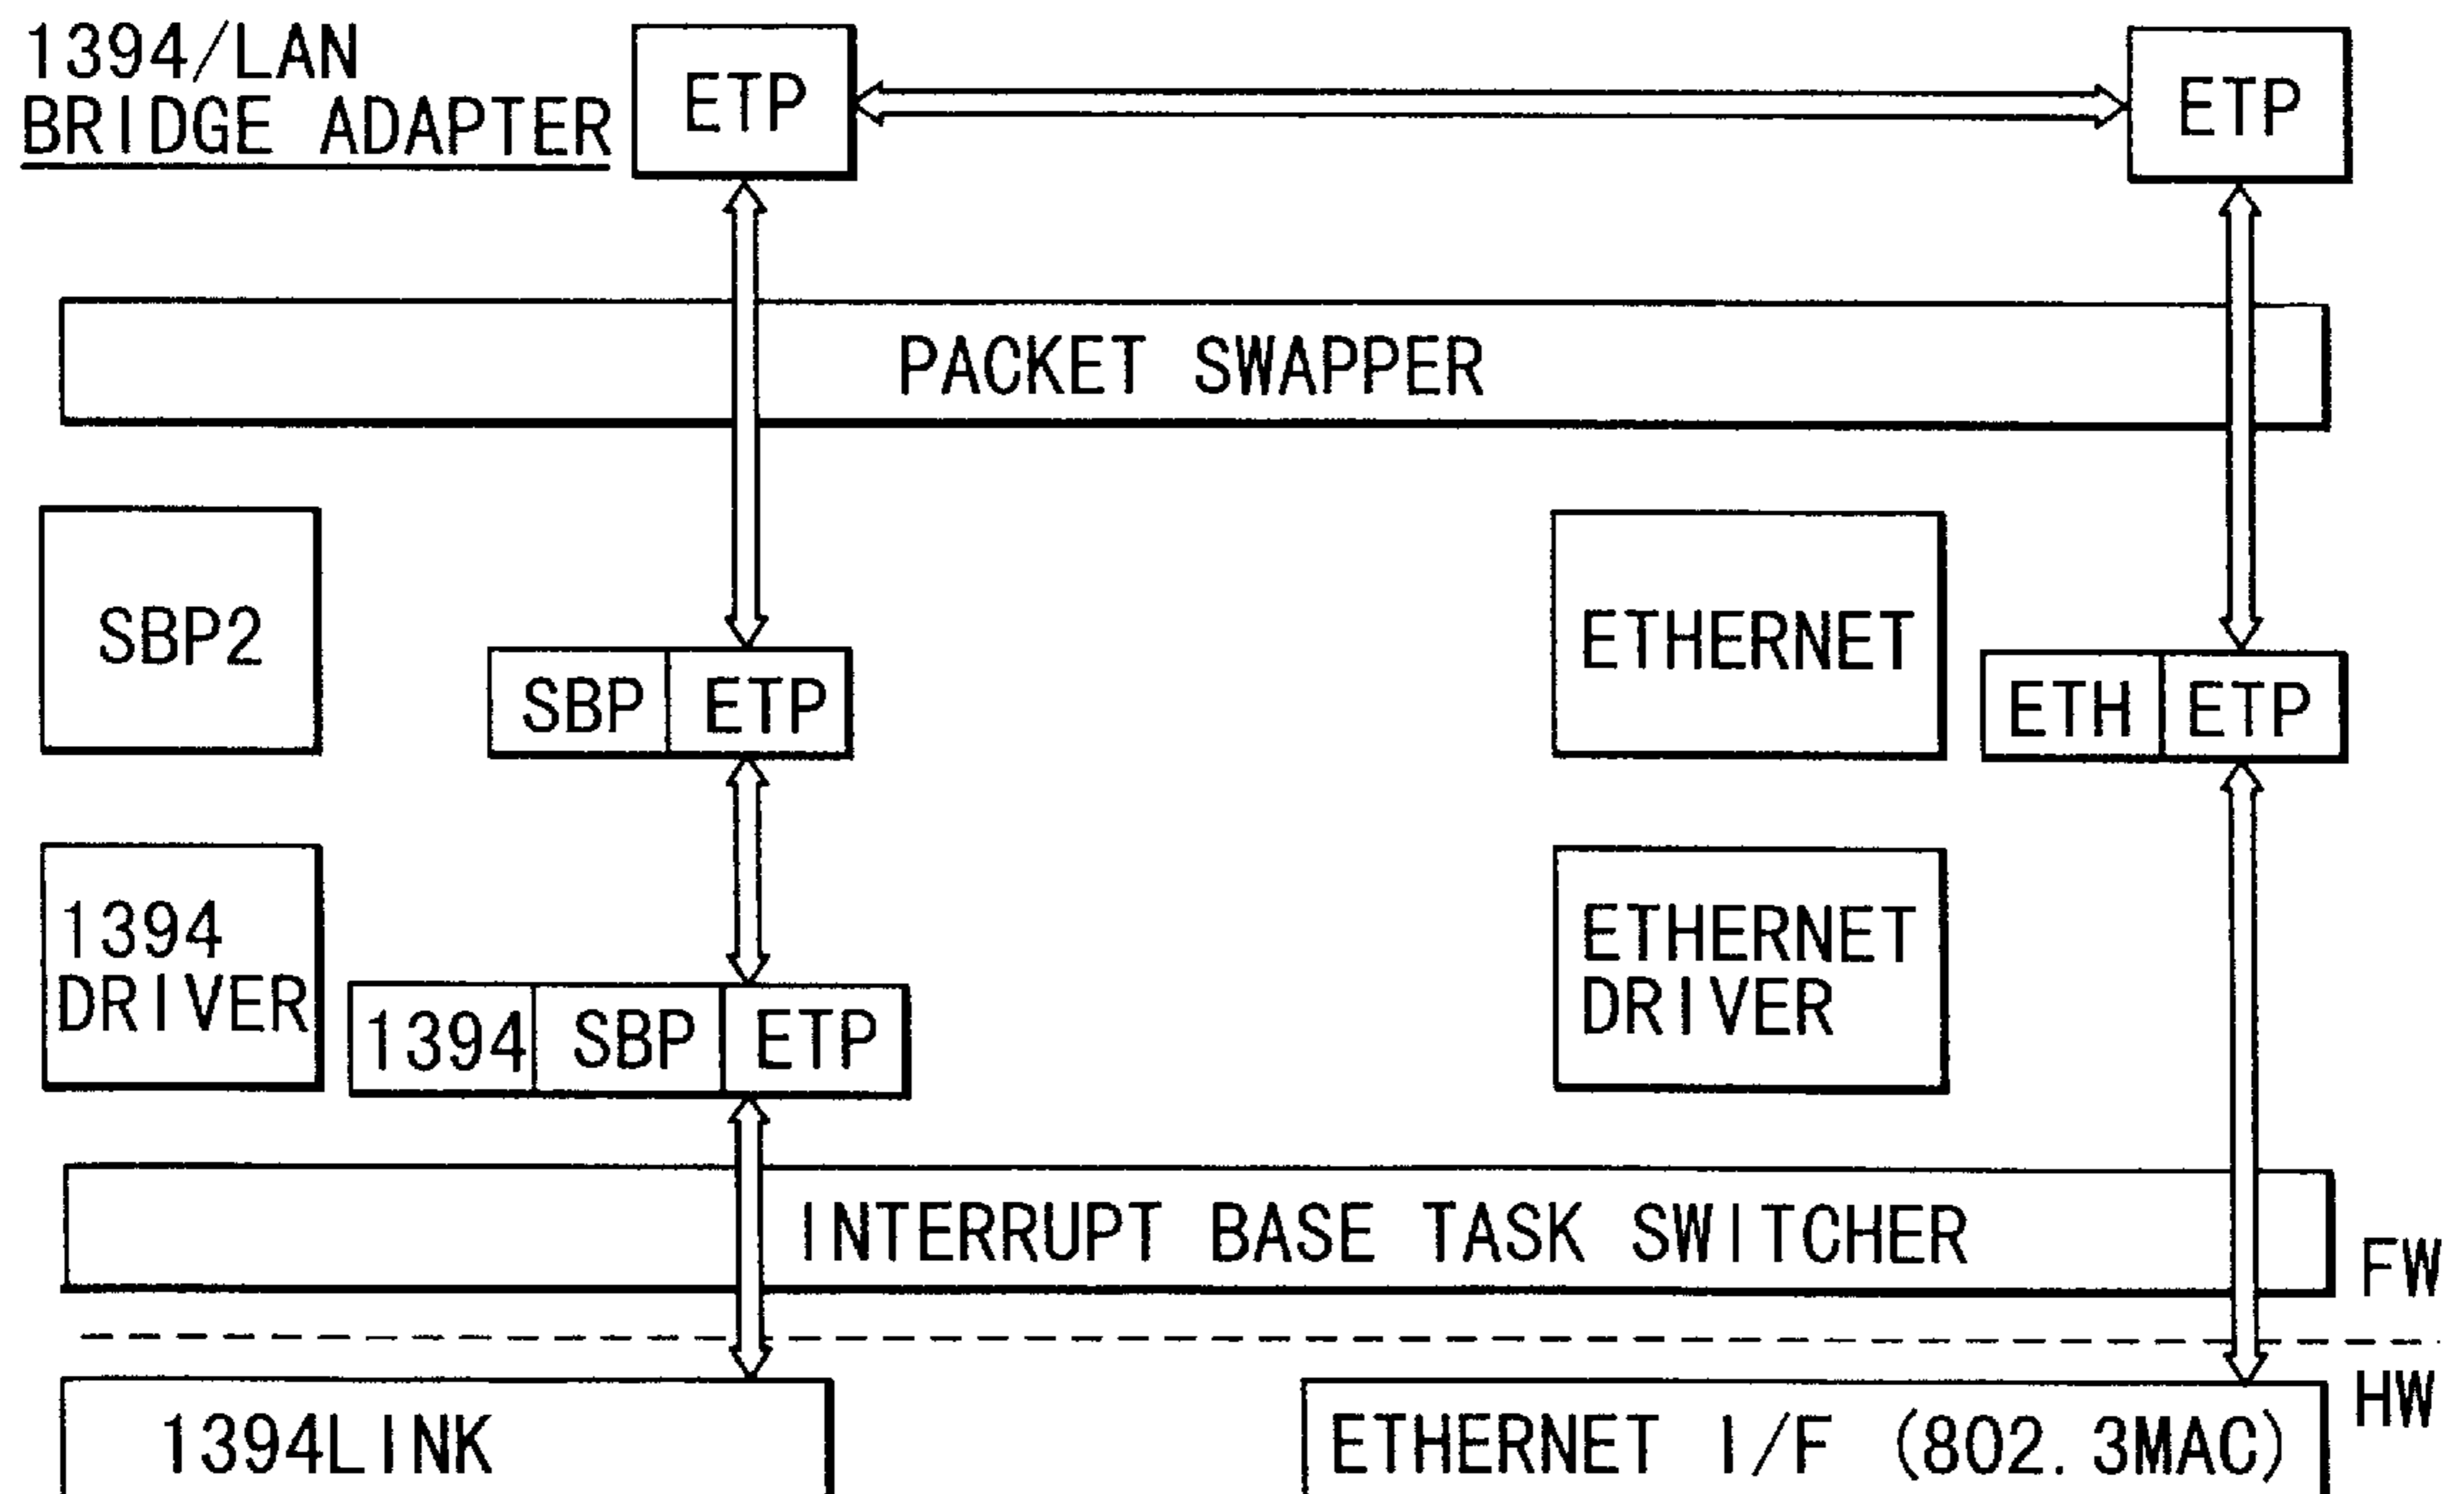 1394/LAN
BRIDGE ADAPTER
ETP
ETP
PACKET SWAPPER
SBP2
SBP ETP
ETHERNET
ETH ETP
1394
DRIVER
1394 SBP ETP
ETHERNET
DRIVER
INTERRUPT BASE TASK SWITCHER
FW
HW
1394LINK
ETHERNET I/F (802.3MAC)